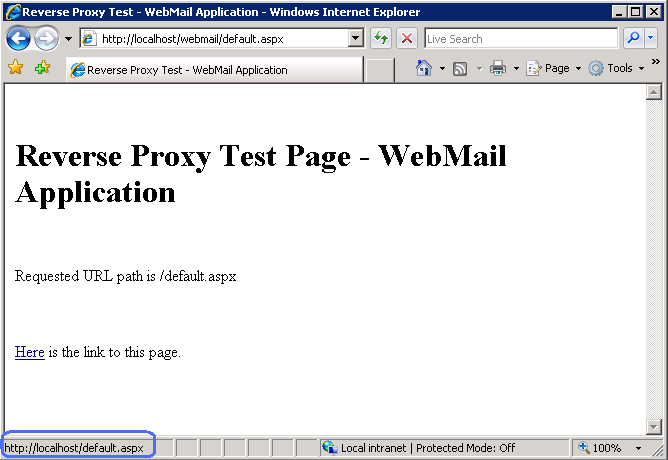 Reverse Proxy Test - WebMail Application - Windows Internet Explorer
http://localhost/webmail/default.aspx
Live Search
Reverse Proxy Test - WebMail Application
Page
Tools
Reverse Proxy Test Page - WebMail
Application
Requested URL path is /default.aspx
Here is the link to this page.
http://localhost/default.aspx
Local intranet | Protected Mode: Off
100%